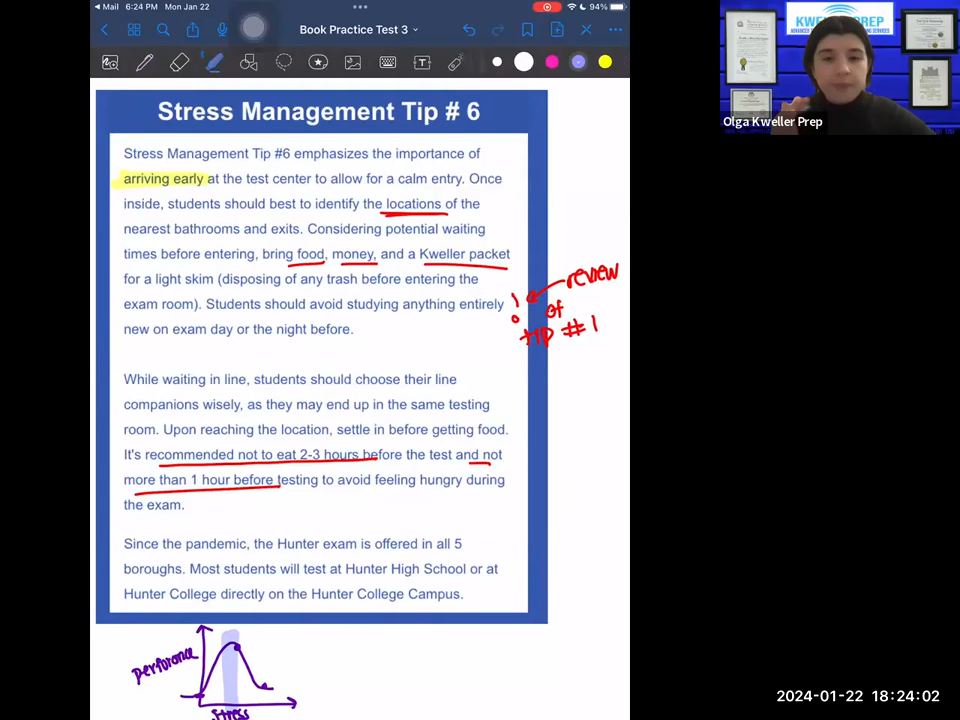 Mail 6:24 PM Mon Jan 22
94%
Book Practice Test 3
Stress Management Tip # 6
Stress Management Tip #6 emphasizes the importance of
arriving early at the test center to allow for a calm entry. Once
inside, students should best to identify the locations of the
nearest bathrooms and exits. Considering potential waiting
times before entering, bring food, money, and a Kweller packet
for a light skim (disposing of any trash before entering the
exam room). Students should avoid studying anything entirely
new on exam day or the night before.
! review
of
tip #1
While waiting in line, students should choose their line
companions wisely, as they may end up in the same testing
room. Upon reaching the location, settle in before getting food.
It's recommended not to eat 2-3 hours before the test and not
more than 1 hour before testing to avoid feeling hungry during
the exam.
Since the pandemic, the Hunter exam is offered in all 5
boroughs. Most students will test at Hunter High School or at
Hunter College directly on the Hunter College Campus.
perforance
stress
Olga Kweller Prep
2024-01-22 18:24:02